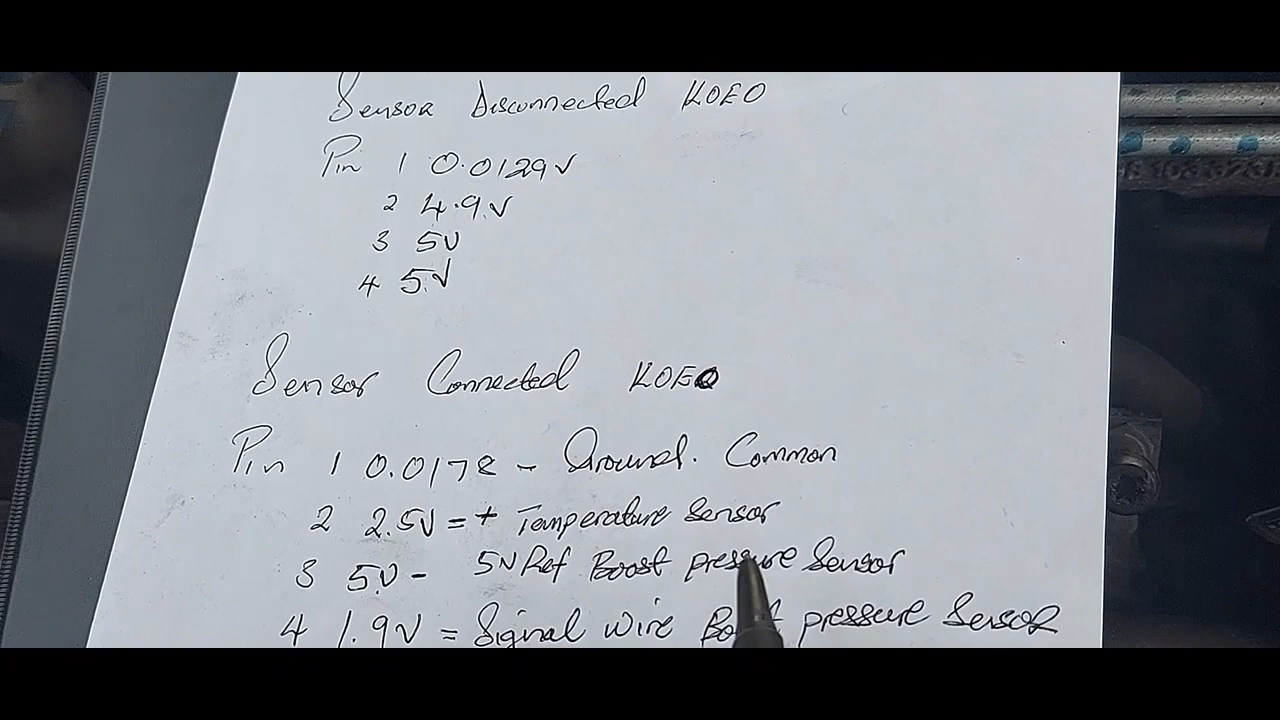 Sensor Disconnected KOEO
Pin 1 0.0129V
2 4.9V
3 5V
4 5V
Sensor Connected KOEO
Pin 1 0.0178 - Ground. Common
2 2.5V = + Temperature Sensor
3 5V - 5V Ref Boost pressure Sensor
4 1.9V = Signal wire Boost pressure Sensor